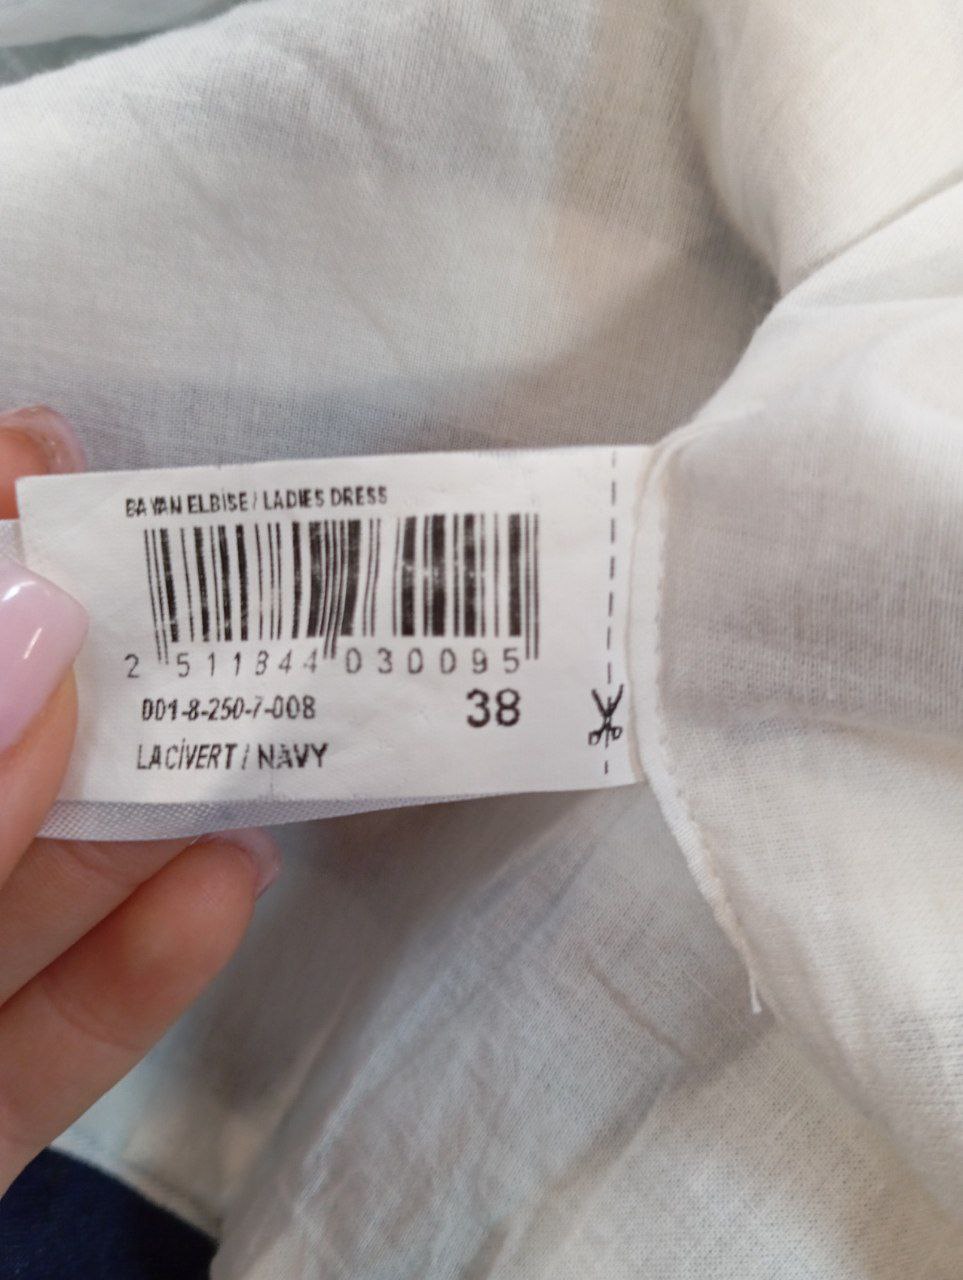 BAYAN ELBİSE / LADIES DRESS
2 511844 030095
001-8-250-7-008 38
LACİVERT / NAVY